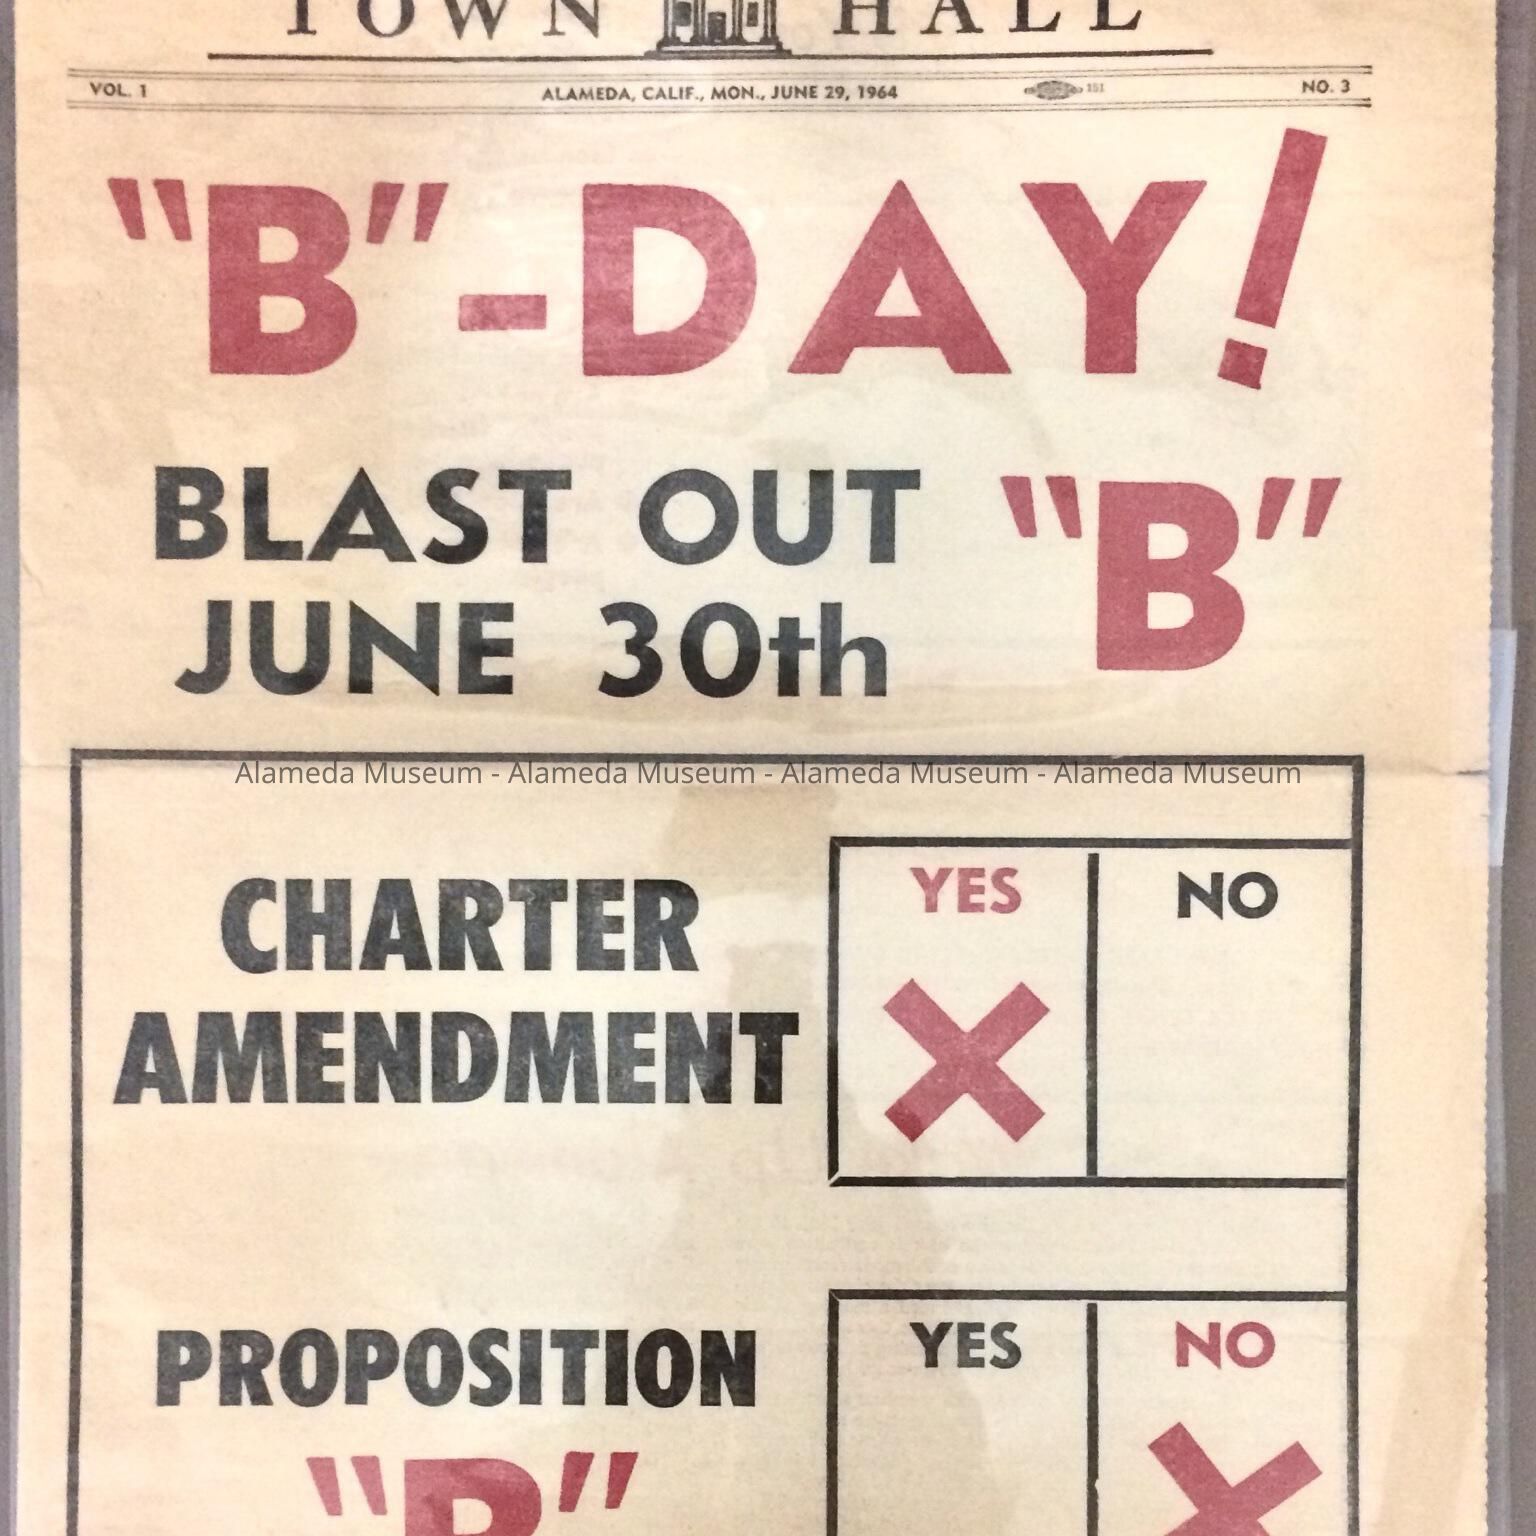 TOWN HALL
VOL. 1 ALAMEDA, CALIF., MON., JUNE 29, 1964 151 NO. 3
"B"-DAY!
BLAST OUT "B"
JUNE 30th
Alameda Museum - Alameda Museum - Alameda Museum - Alameda Museum
YES NO
CHARTER
AMENDMENT
YES NO
PROPOSITION
"B"